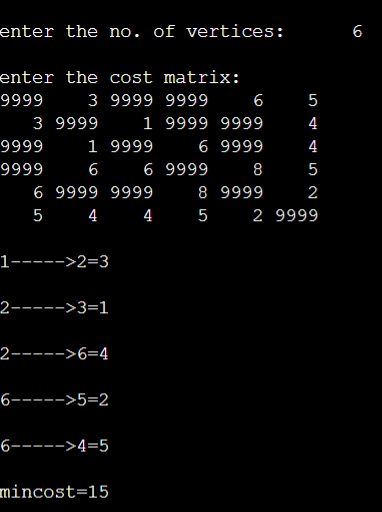 enter the no. of vertices:      6
enter the cost matrix:
9999    3 9999 9999    6    5
   3 9999    1 9999 9999    4
9999    1 9999    6 9999    4
9999    6    6 9999    8    5
   6 9999 9999    8 9999    2
   5    4    4    5    2 9999
1----->2=3
2----->3=1
2----->6=4
6----->5=2
6----->4=5
mincost=15